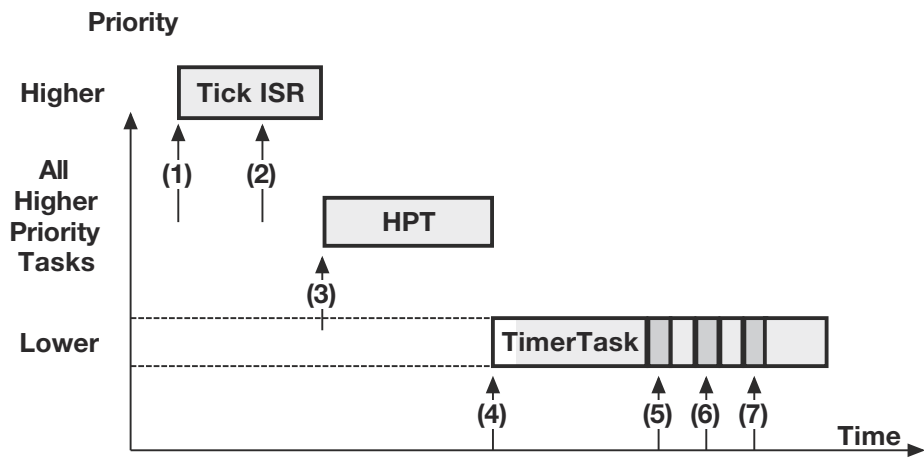 Priority
Higher
Tick ISR
All
Higher
Priority
Tasks
(1)
(2)
HPT
(3)
Lower
TimerTask
(4)
(5)
(6)
(7)
Time